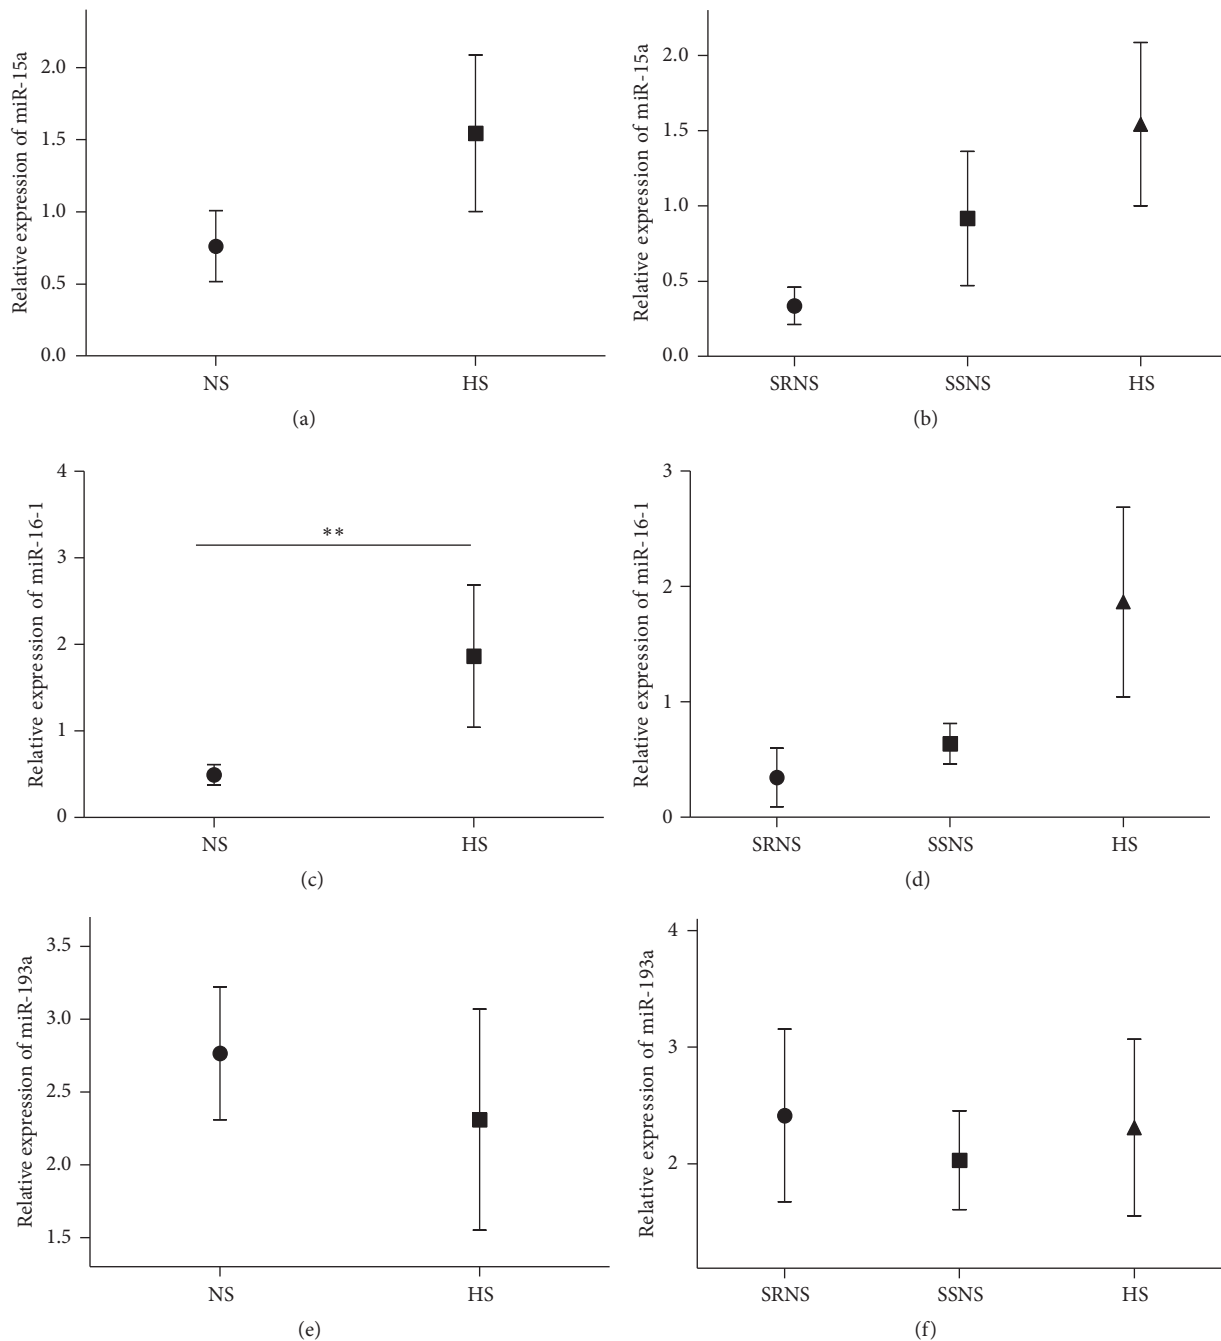 Relative expression of miR-15a
2.0
1.5
1.0
0.5
0.0
NS HS
(a)
Relative expression of miR-15a
2.0
1.5
1.0
0.5
0.0
SRNS SSNS HS
(b)
Relative expression of miR-16-1
4
3
2
1
0
**
NS HS
(c)
Relative expression of miR-16-1
3
2
1
0
SRNS SSNS HS
(d)
Relative expression of miR-193a
3.5
3.0
2.5
2.0
1.5
NS HS
(e)
Relative expression of miR-193a
4
3
2
SRNS SSNS HS
(f)